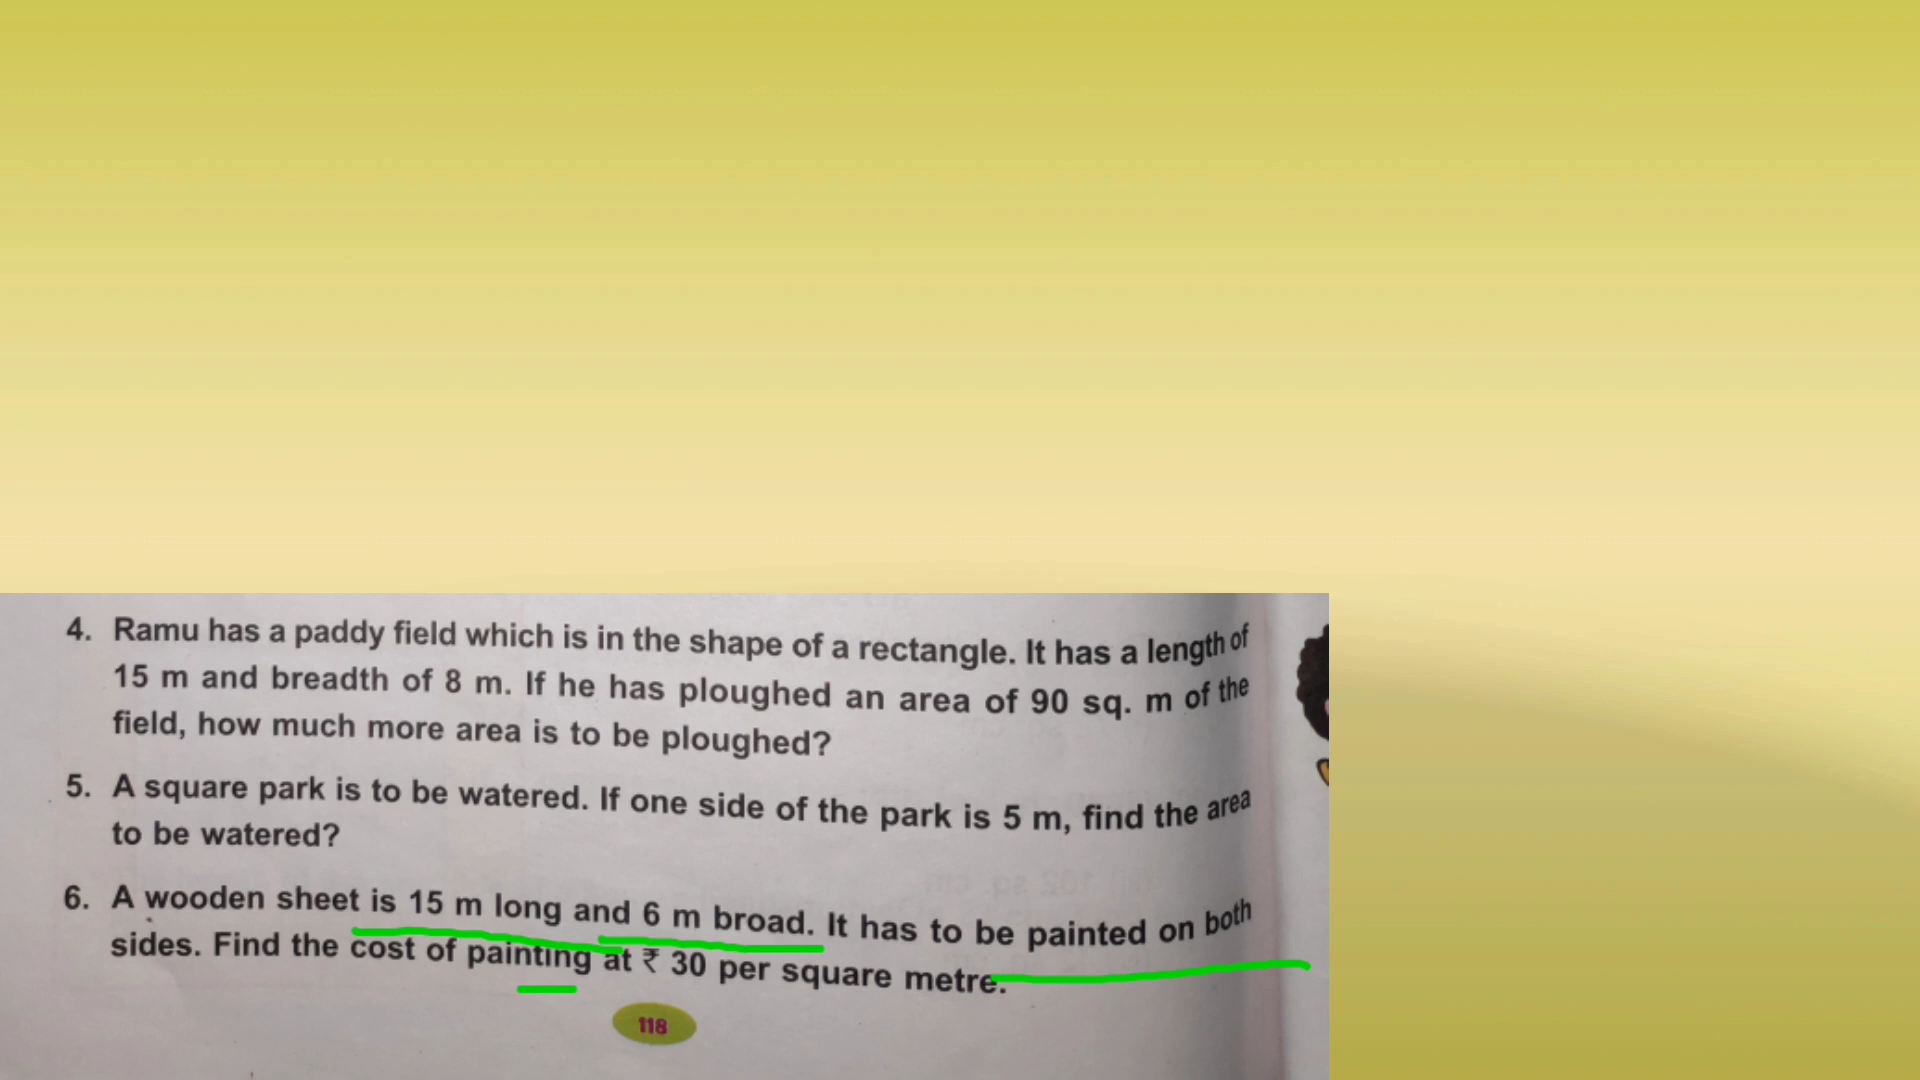 4. Ramu has a paddy field which is in the shape of a rectangle. It has a length of
15 m and breadth of 8 m. If he has ploughed an area of 90 sq. m of the
field, how much more area is to be ploughed?
5. A square park is to be watered. If one side of the park is 5 m, find the area
to be watered?
6. A wooden sheet is 15 m long and 6 m broad. It has to be painted on both
sides. Find the cost of painting at ₹ 30 per square metre.
118